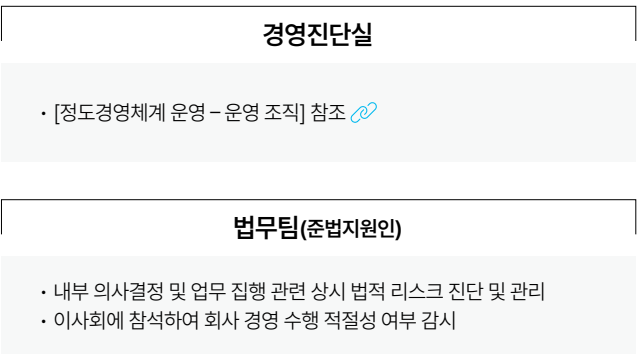 경영진단실
• [정도경영체계 운영 – 운영 조직] 참조
법무팀(준법지원인)
• 내부 의사결정 및 업무 집행 관련 상시 법적 리스크 진단 및 관리
• 이사회에 참석하여 회사 경영 수행 적절성 여부 감시